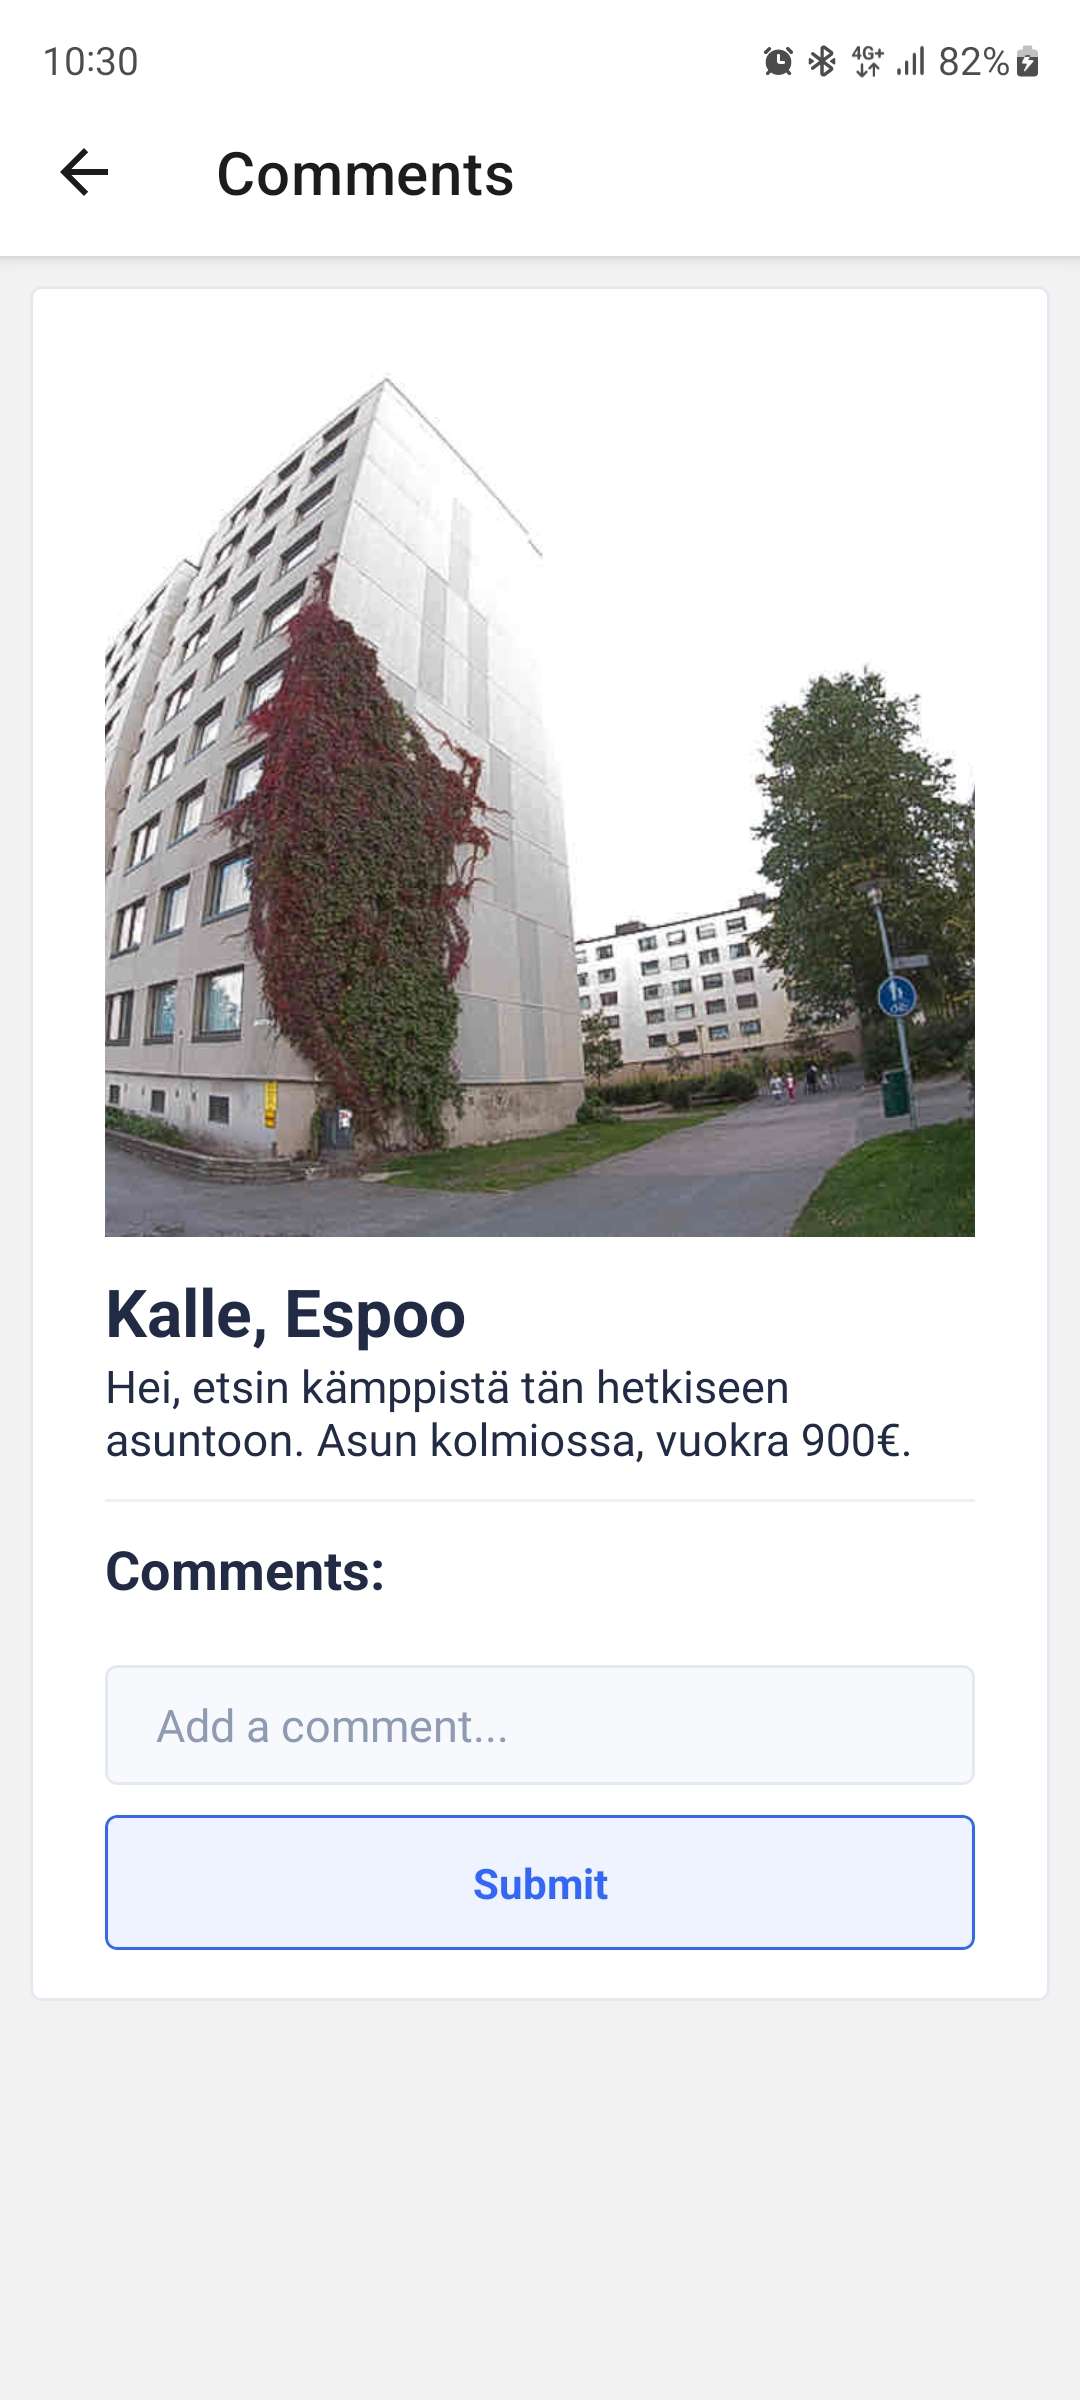 10:30
4G+ 82%
Comments
Kalle, Espoo
Hei, etsin kämppistä tän hetkiseen
asuntoon. Asun kolmiossa, vuokra 900€.
Comments:
Add a comment...
Submit